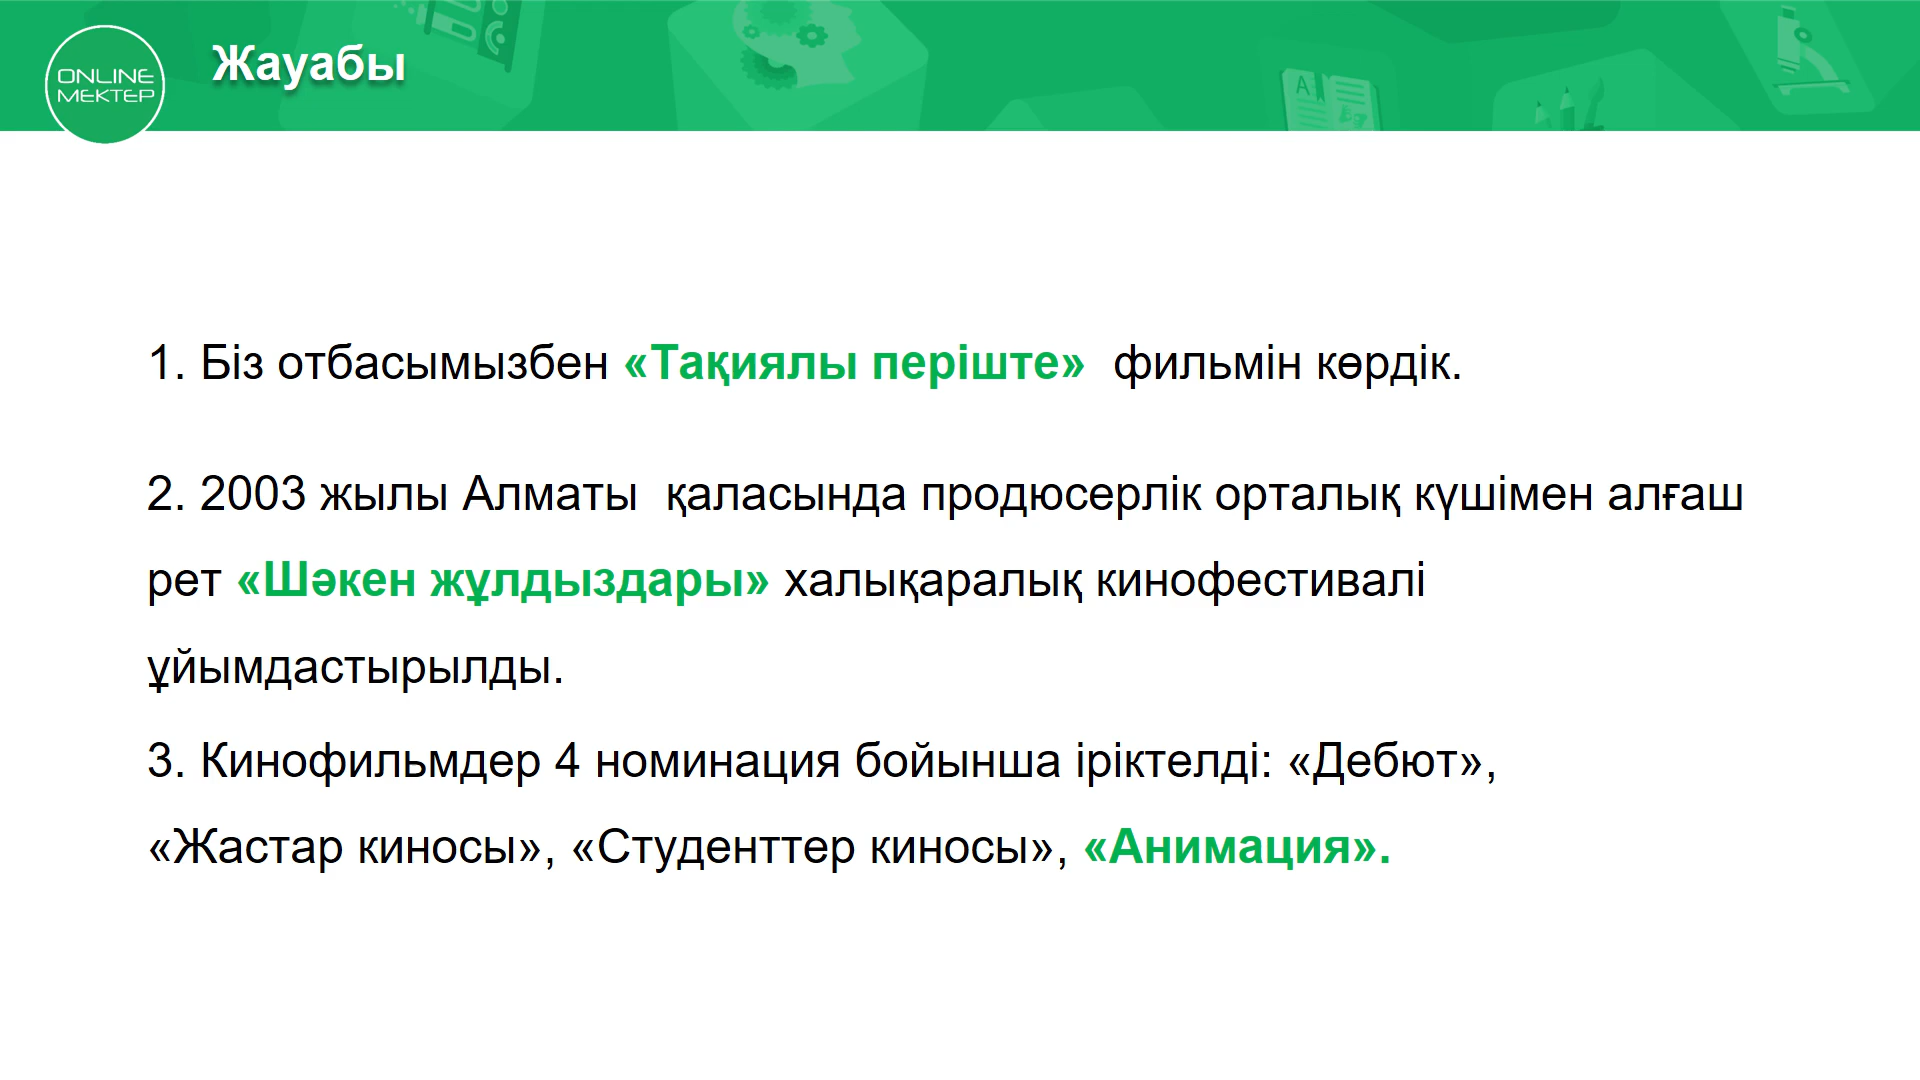 ONLINE
MEKTEP
Жауабы
1. Біз отбасымызбен «Тақиялы періште» фильмін көрдік.
2. 2003 жылы Алматы қаласында продюсерлік орталық күшімен алғаш
рет «Шәкен жұлдыздары» халықаралық кинофестивалі
ұйымдастырылды.
3. Кинофильмдер 4 номинация бойынша іріктелді: «Дебют»,
«Жастар киносы», «Студенттер киносы», «Анимация».